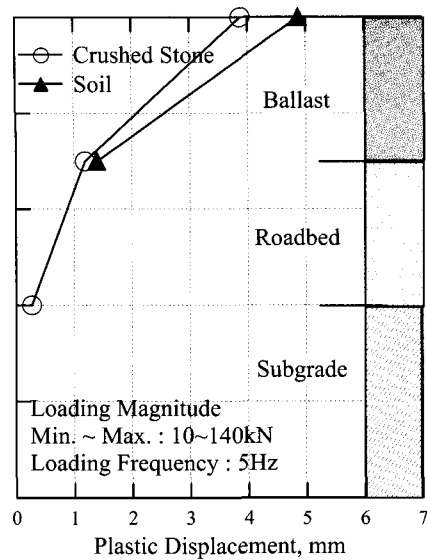 Crushed Stone
Soil
Ballast
Roadbed
Subgrade
Loading Magnitude
Min. ~ Max. : 10~140kN
Loading Frequency : 5Hz
0 1 2 3 4 5 6 7
Plastic Displacement, mm